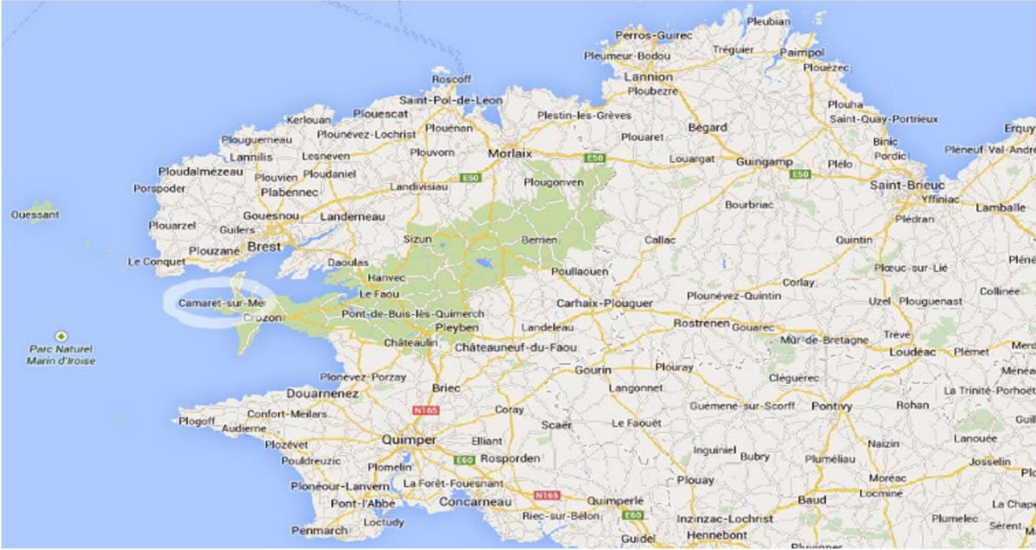 Pleubian
Perros-Guirec
Pleumeur-Bodou
Tréguier
Paimpol
Plouëzec
Lannion
Ploubezre
Roscoff
Saint-Pol-de-Léon
Plouescat
Kerlouan
Plouha
Saint-Quay-Portrieux
Plestin-les-Grèves
Plouénan
Plounévez-Lochrist
Bégard
Plouaret
Plouguerneau
Binic
Pordic
Pléneuf-Val-André
Lannilis
Lesneven
Plouvorn
Morlaix
E50
Louargat
Guingamp
Plélo
Ploudalmézeau
Plouvien
Ploudaniel
E50
E50
Plougonven
Saint-Brieuc
Porspoder
Plabennec
Landivisiau
Yffiniac
Lamballe
Bourbriac
Plédran
Ouessant
Gouesnou
Landerneau
Plouarzel
Guilers
Sizun
Berrien
Callac
Quintin
Plouzané
Brest
Le Conquet
Daoulas
Hanvec
Poullaouen
Plœuc-sur-Lié
Corlay
Collinée
Le Faou
Plounévez-Quintin
Camaret-sur-Mer
Carhaix-Plouguer
Uzel
Plouguenast
Crozon
Pont-de-Buis-lès-Quimerch
Pleyben
Landeleau
Rostrenen
Gouarec
Mûr-de-Bretagne
Trévé
Parc Naturel
Marin d'Iroise
Châteaulin
Châteauneuf-du-Faou
Loudéac
Plémet
Gourin
Plouray
Plonévez-Porzay
Briec
Langonnet
Cléguérec
La Trinité-Porhoët
Douarnenez
N165
Coray
Guémené-sur-Scorff
Pontivy
Rohan
Plogoff
Confort-Meilars
Audierne
Scaër
Le Faouët
Plozévet
Quimper
Elliant
Lanouée
Naizin
Pouldreuzic
E60
Rosporden
Inguiniel
Bubry
Pluméliau
Josselin
Plomelin
Plonéour-Lanvern
La Forêt-Fouesnant
Plouay
Moréac
Locminé
Pont-l'Abbé
Concarneau
N165
Quimperlé
Baud
Loctudy
Riec-sur-Bélon
E60
Inzinzac-Lochrist
Plumelec
Sérent
Penmarch
Guidel
Hennebont